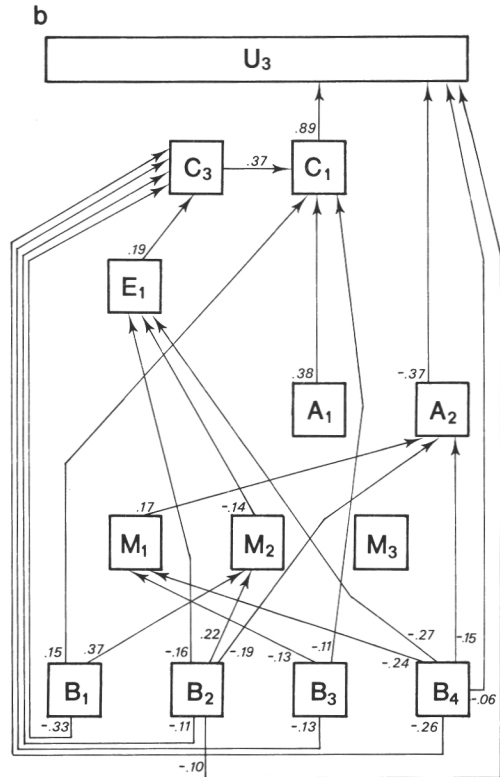 b
U3
.89
C3
.37
C1
.19
E1
.38
-.37
A1
A2
.17
-.14
M1
M2
M3
.15
.37
-.16
.22
-.19
-.13
-.11
-.24
-.27
-.15
B1
B2
B3
B4
-.06
-.33
-.11
-.13
-.26
-.10